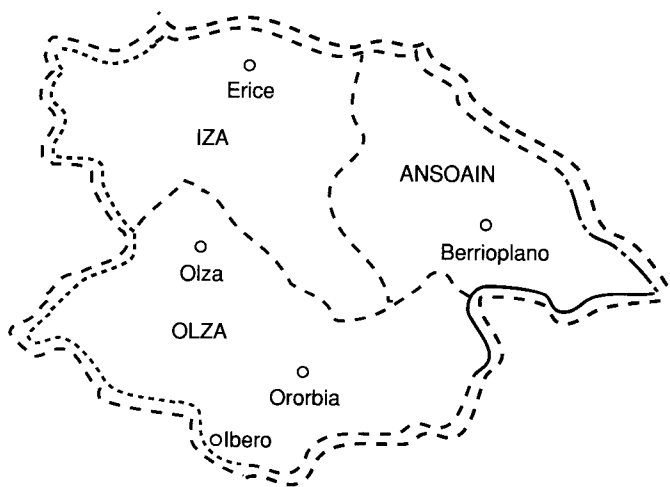 Erice
IZA
ANSOAIN
Berrioplano
Olza
OLZA
Ororbia
Ibero